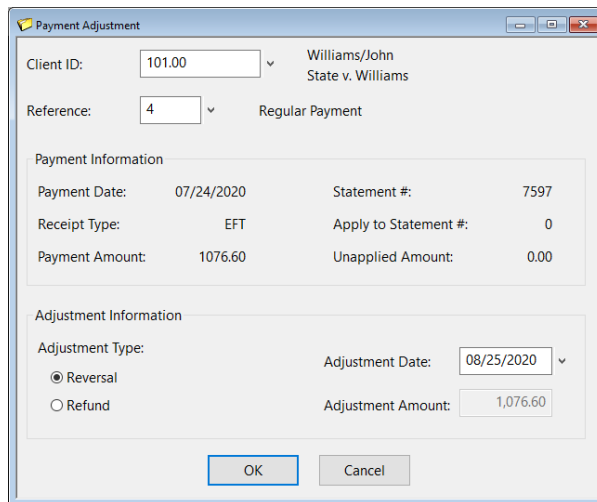 Payment Adjustment
Client ID: 101.00 Williams/John
State v. Williams
Reference: 4 Regular Payment
Payment Information
Payment Date: 07/24/2020 Statement #: 7597
Receipt Type: EFT Apply to Statement #: 0
Payment Amount: 1076.60 Unapplied Amount: 0.00
Adjustment Information
Adjustment Type:
Adjustment Date: 08/25/2020
Reversal
Refund Adjustment Amount: 1,076.60
OK Cancel